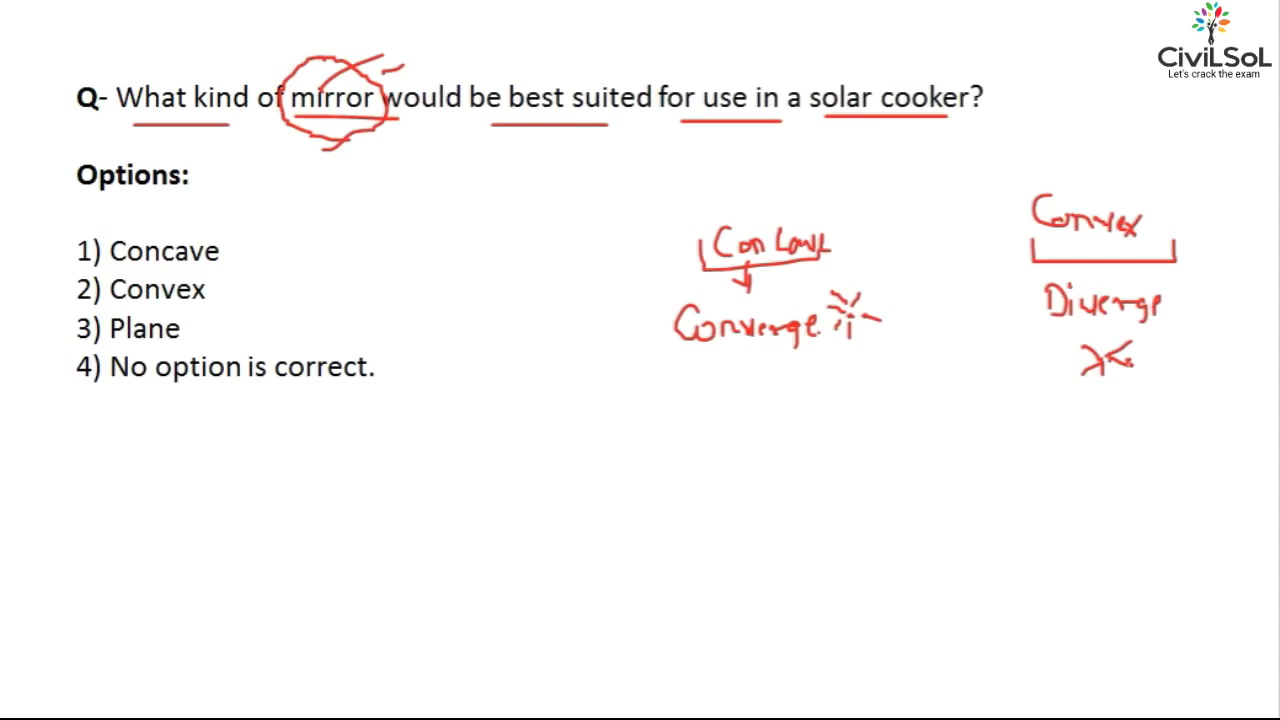 CiviLSoL
Let's crack the exam
Q- What kind of mirror would be best suited for use in a solar cooker?
Options:
1) Concave
2) Convex
3) Plane
4) No option is correct.
Converge
Convex
Diverge